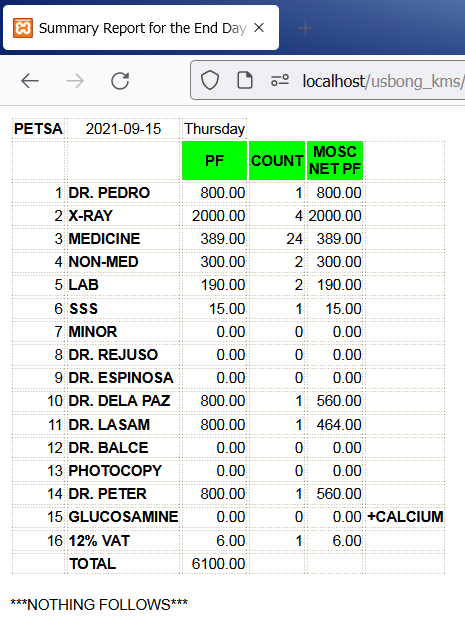 Summary Report for the End Day
localhost/usbong_kms/
PETSA 2021-09-15 Thursday
PF COUNT MOSC
NET PF
1 DR. PEDRO 800.00 1 800.00
2 X-RAY 2000.00 4 2000.00
3 MEDICINE 389.00 24 389.00
4 NON-MED 300.00 2 300.00
5 LAB 190.00 2 190.00
6 SSS 15.00 1 15.00
7 MINOR 0.00 0 0.00
8 DR. REJUSO 0.00 0 0.00
9 DR. ESPINOSA 0.00 0 0.00
10 DR. DELA PAZ 800.00 1 560.00
11 DR. LASAM 800.00 1 464.00
12 DR. BALCE 0.00 0 0.00
13 PHOTOCOPY 0.00 0 0.00
14 DR. PETER 800.00 1 560.00
15 GLUCOSAMINE 0.00 0 0.00 +CALCIUM
16 12% VAT 6.00 1 6.00
TOTAL 6100.00
***NOTHING FOLLOWS***